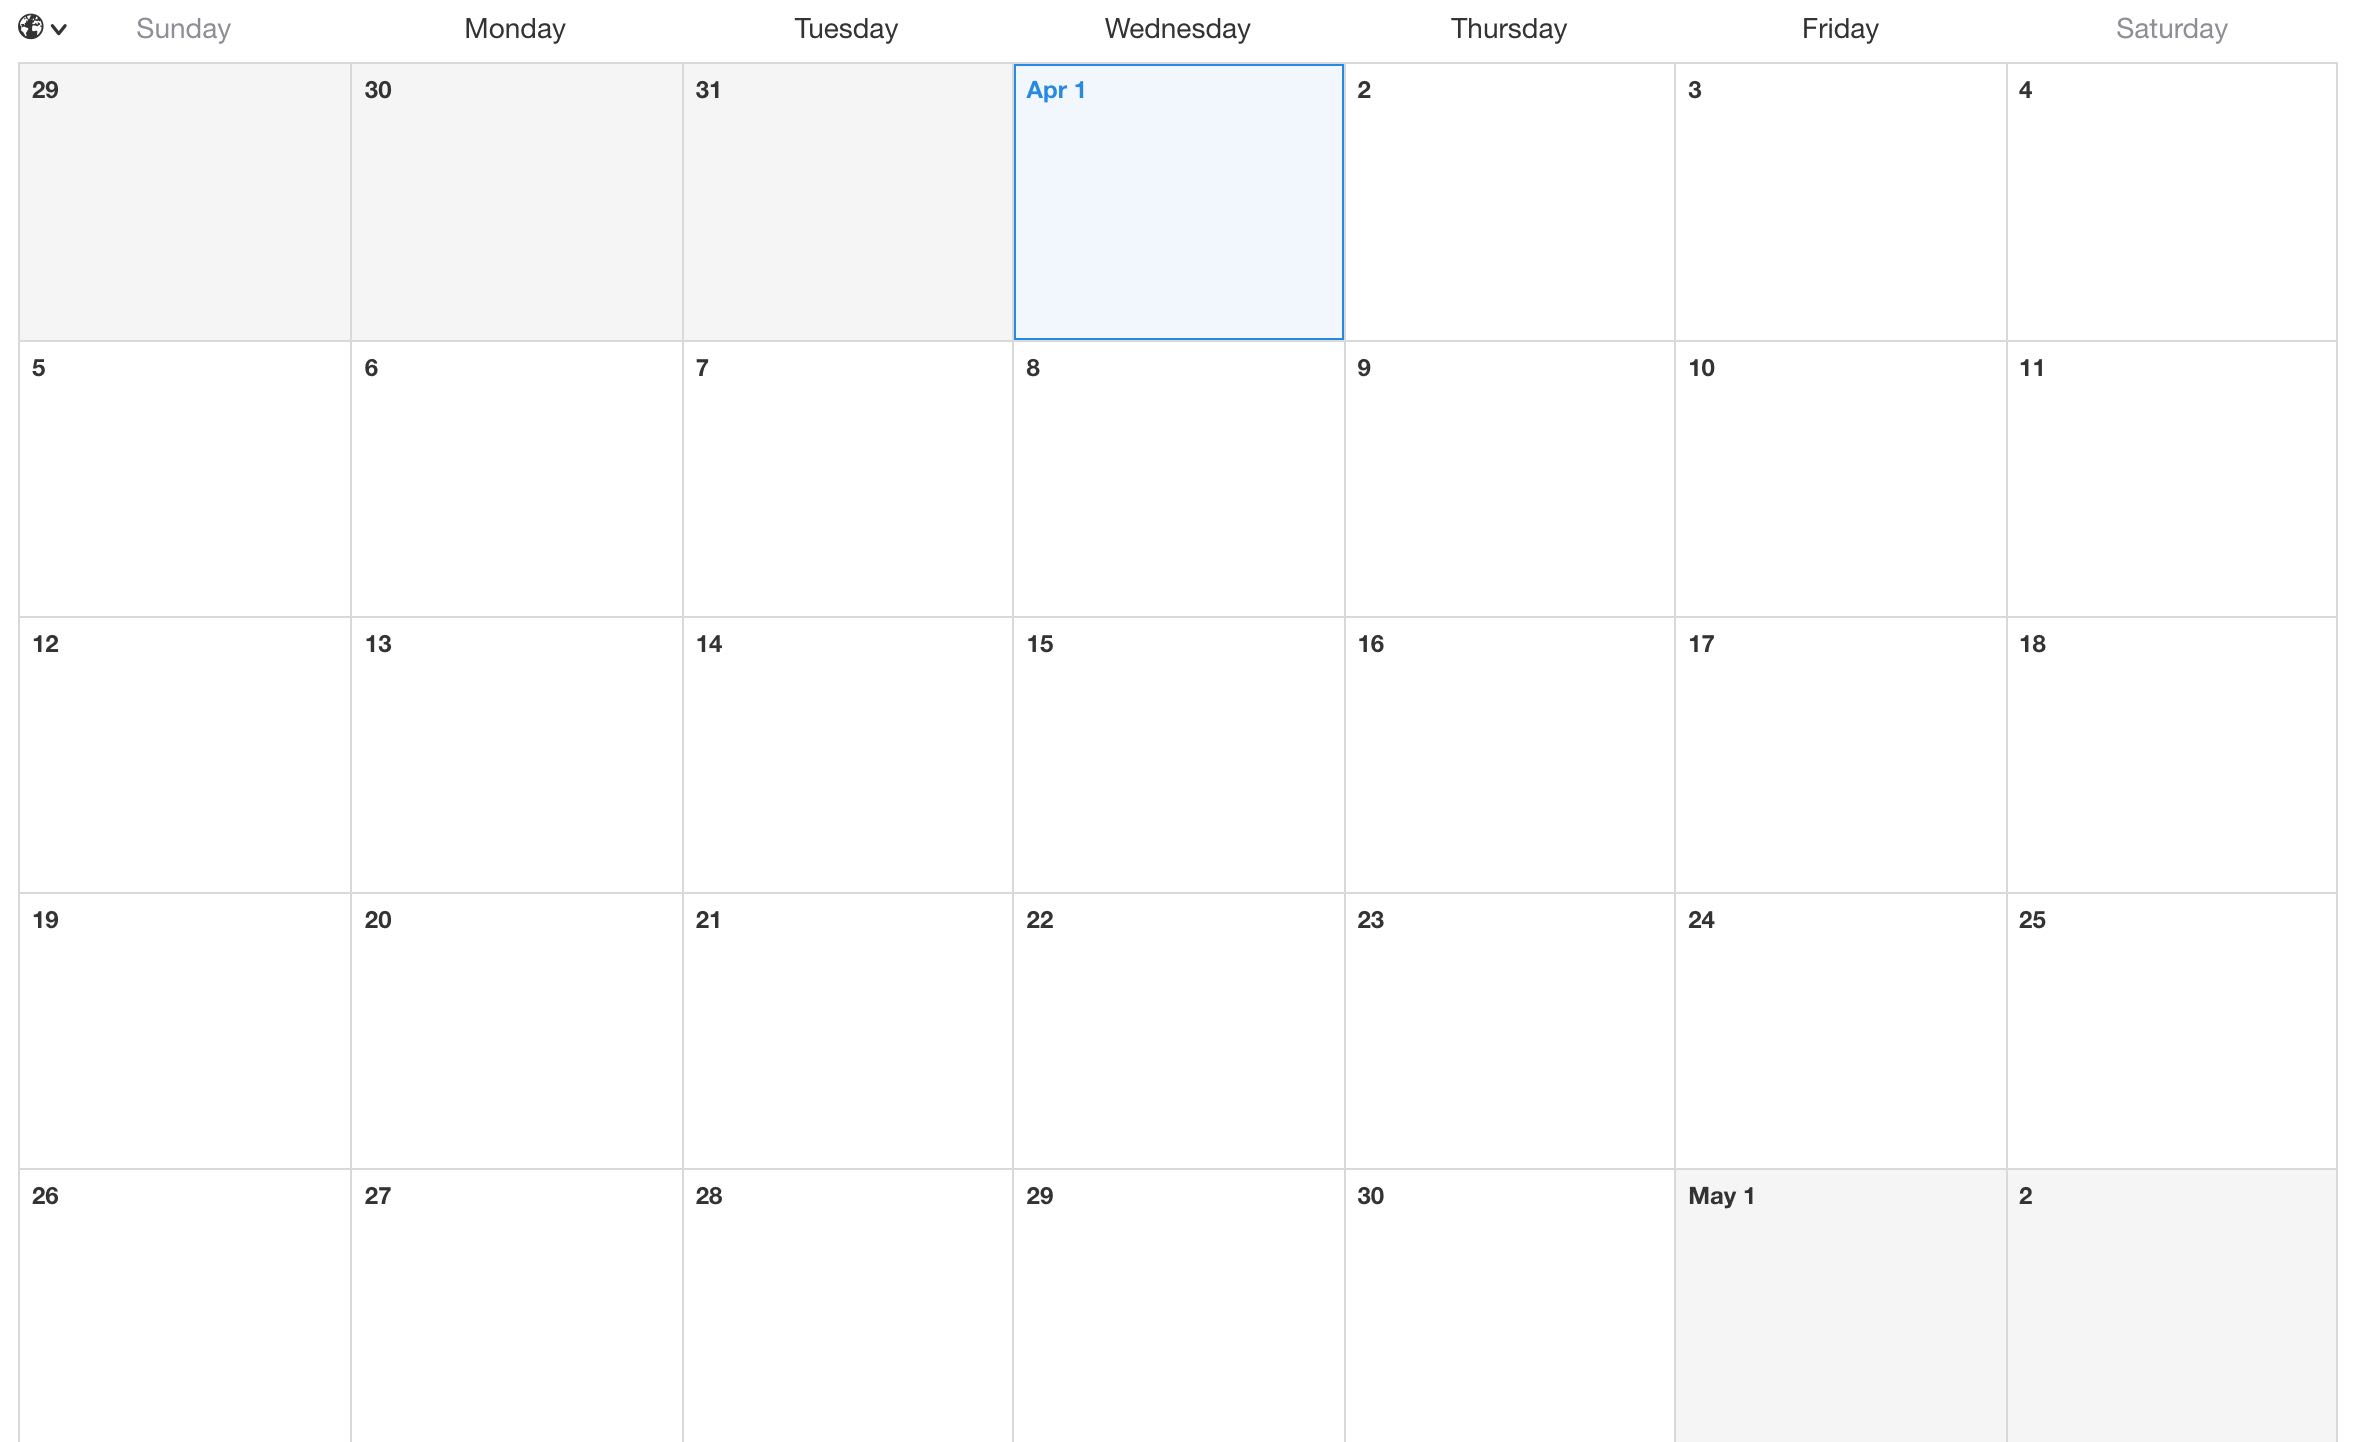 Sunday Monday Tuesday Wednesday Thursday Friday Saturday
29 30 31 Apr 1 2 3 4
5 6 7 8 9 10 11
12 13 14 15 16 17 18
19 20 21 22 23 24 25
26 27 28 29 30 May 1 2